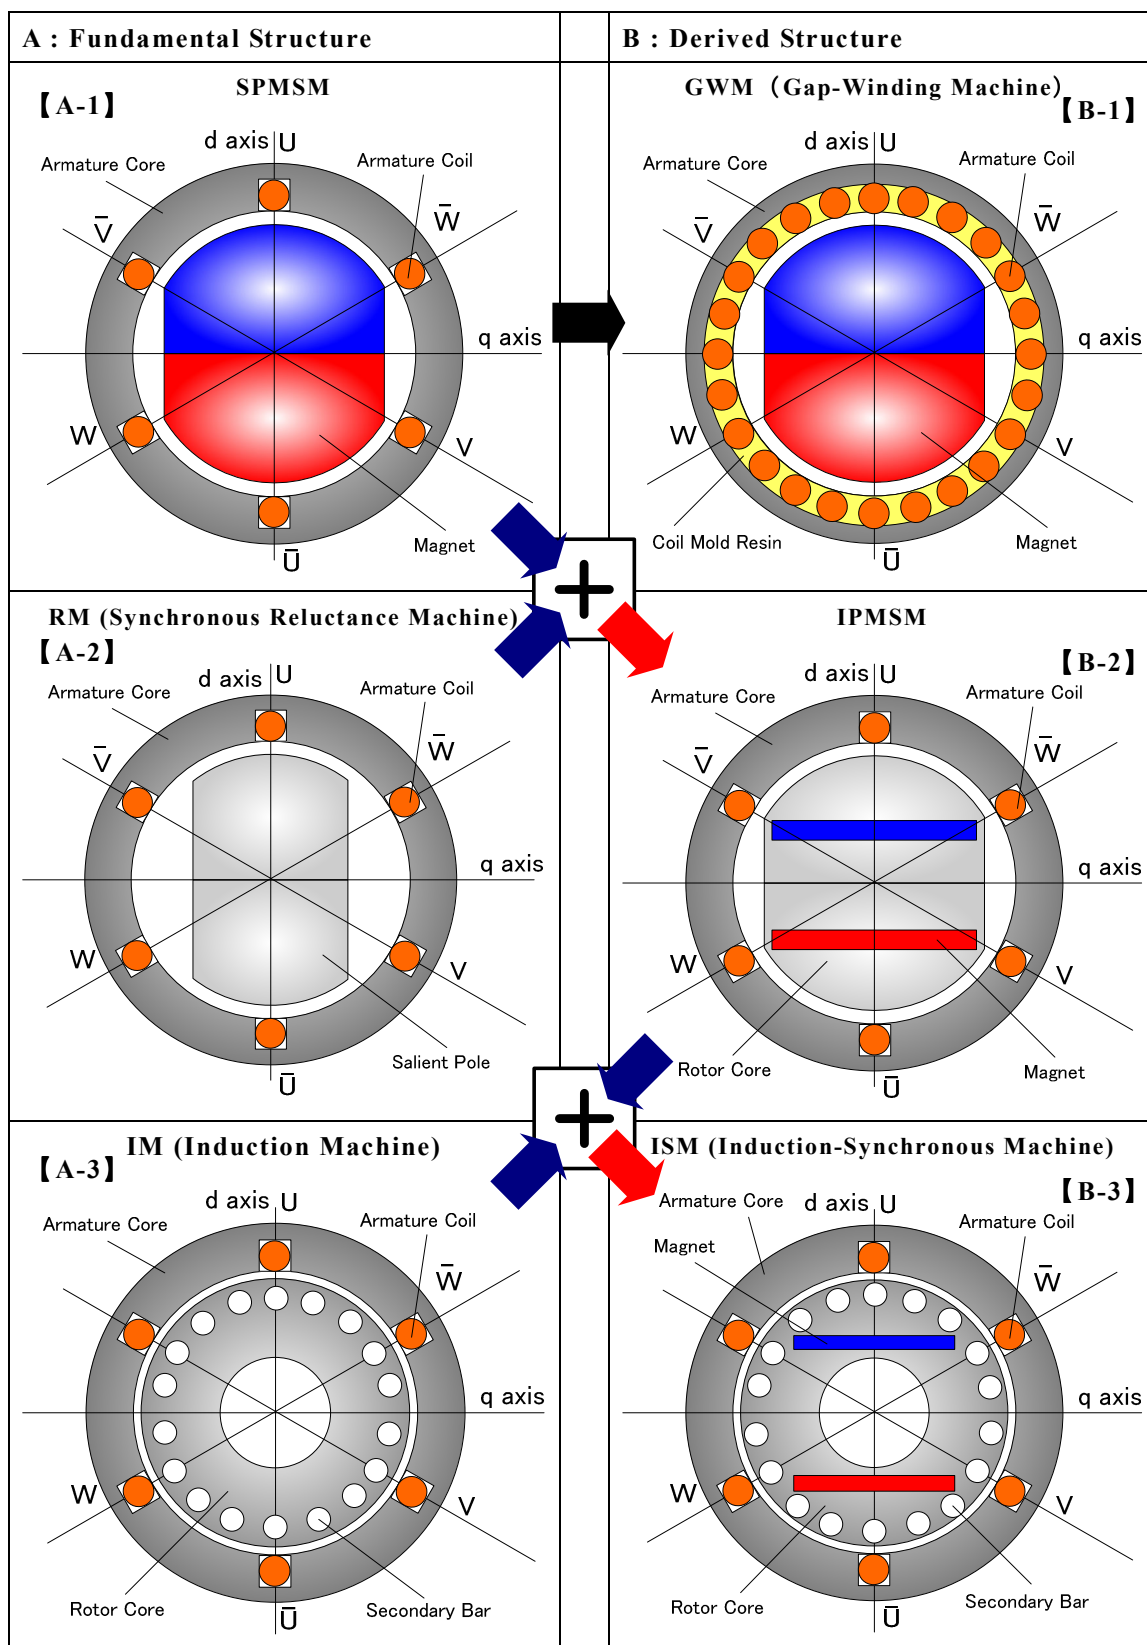 A : Fundamental Structure
B : Derived Structure
SPMSM
【A-1】
d axis U
Armature Core
Armature Coil
V̅
W̅
q axis
W
V
Magnet
U̅
GWM（Gap-Winding Machine）
【B-1】
d axis U
Armature Core
Armature Coil
V̅
W̅
q axis
W
V
Coil Mold Resin
Magnet
U̅
+
RM (Synchronous Reluctance Machine)
【A-2】
d axis U
Armature Core
Armature Coil
V̅
W̅
q axis
W
V
Salient Pole
U̅
IPMSM
【B-2】
d axis U
Armature Core
Armature Coil
V̅
W̅
q axis
W
V
Rotor Core
Magnet
U̅
+
IM (Induction Machine)
【A-3】
d axis U
Armature Core
Armature Coil
W̅
q axis
W
V
Rotor Core
Secondary Bar
U̅
ISM (Induction-Synchronous Machine)
【B-3】
d axis U
Armature Core
Armature Coil
Magnet
W̅
q axis
W
V
Rotor Core
Secondary Bar
U̅